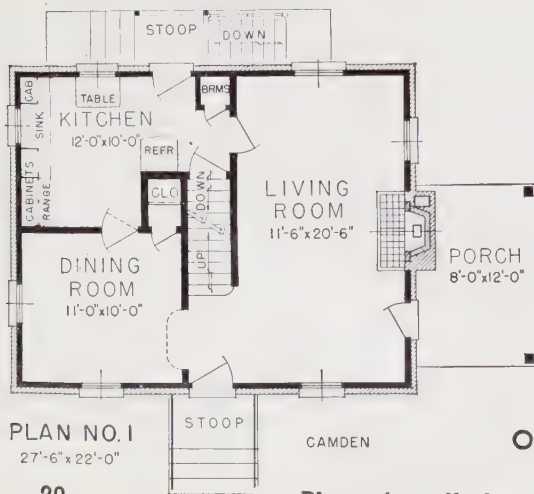 STOOP
DOWN
CAB.
TABLE
BRMS
KITCHEN
12'-0"x10'-0"
SINK
REFR
CABINETS
RANGE
CLO
DOWN
UP
LIVING
ROOM
11'-6"x20'-6"
PORCH
8'-0"x12'-0"
DINING
ROOM
11'-0"x10'-0"
STOOP
PLAN NO. 1
27'-6"x22'-0"
CAMDEN